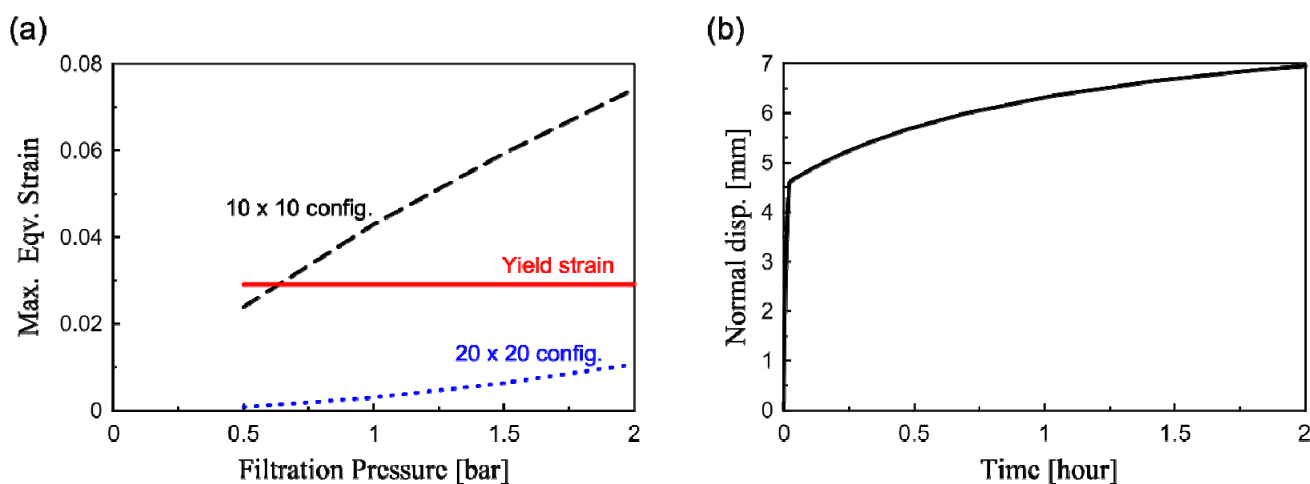 (a)
0.08
0.06
0.04
0.02
0
Max. Eqv. Strain
10 x 10 config.
Yield strain
20 x 20 config.
0 0.5 1 1.5 2
Filtration Pressure [bar]
(b)
7
6
5
4
3
2
1
0
Normal disp. [mm]
0 0.5 1 1.5 2
Time [hour]